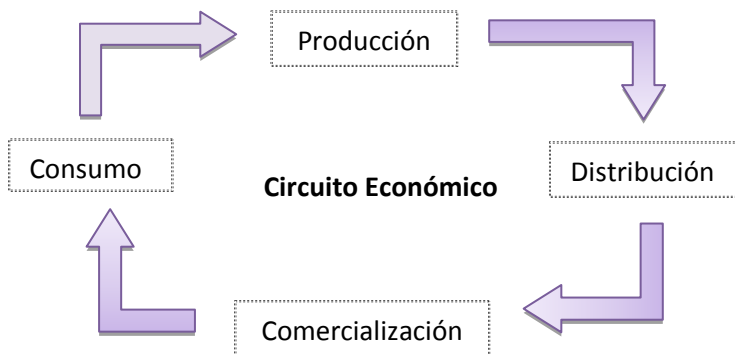 Producción
Consumo
Circuito Económico
Distribución
Comercialización